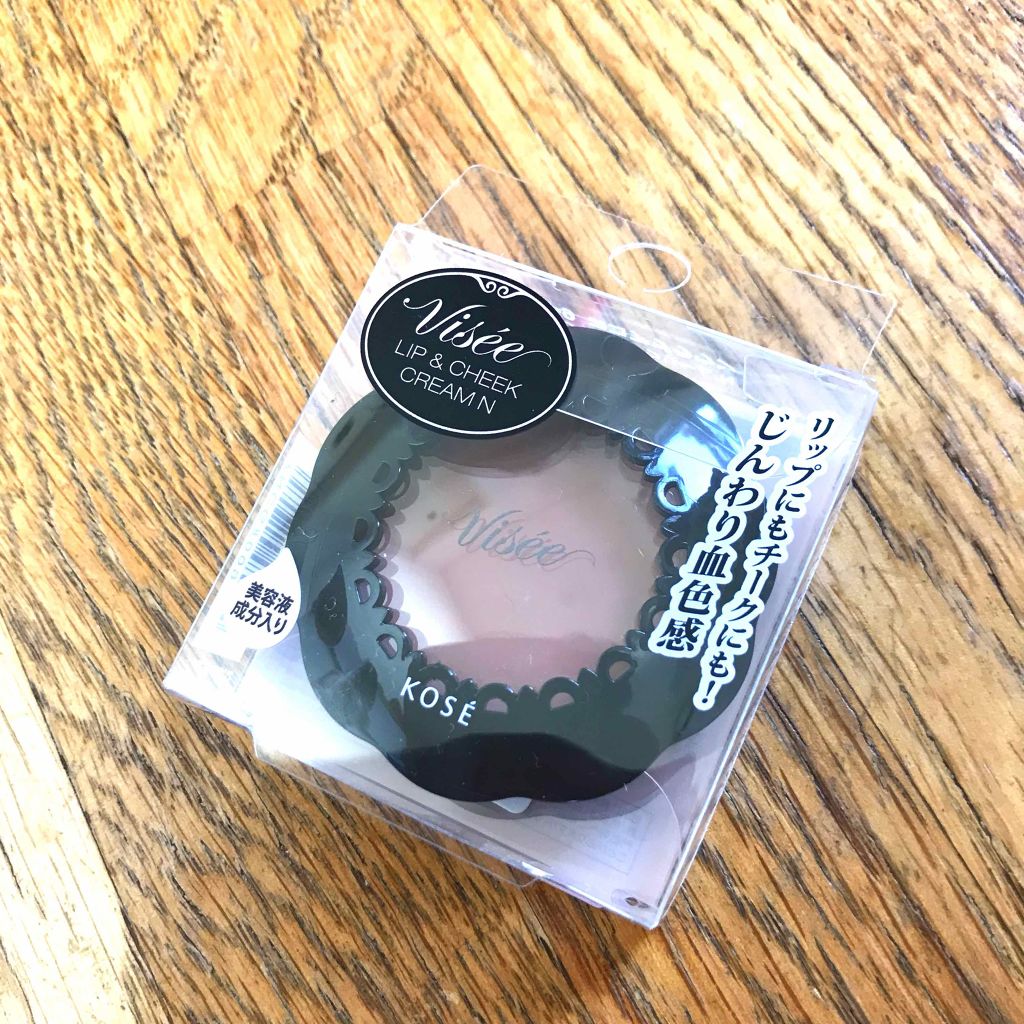 Visée
LIP & CHEEK
CREAM N
リップにもチークにも!
じんわり血色感
Visée
美容液
成分入り
KOSÉ